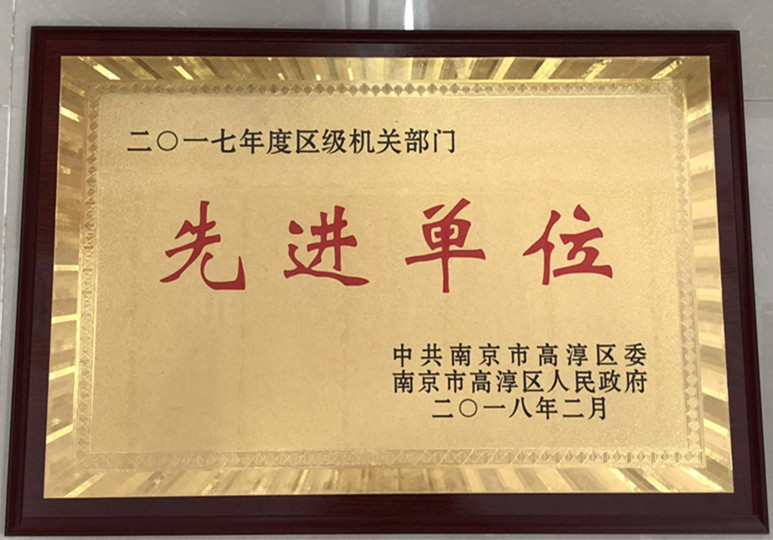 二〇一七年度区级机关部门
先进单位
中共南京市高淳区委
南京市高淳区人民政府
二〇一八年二月